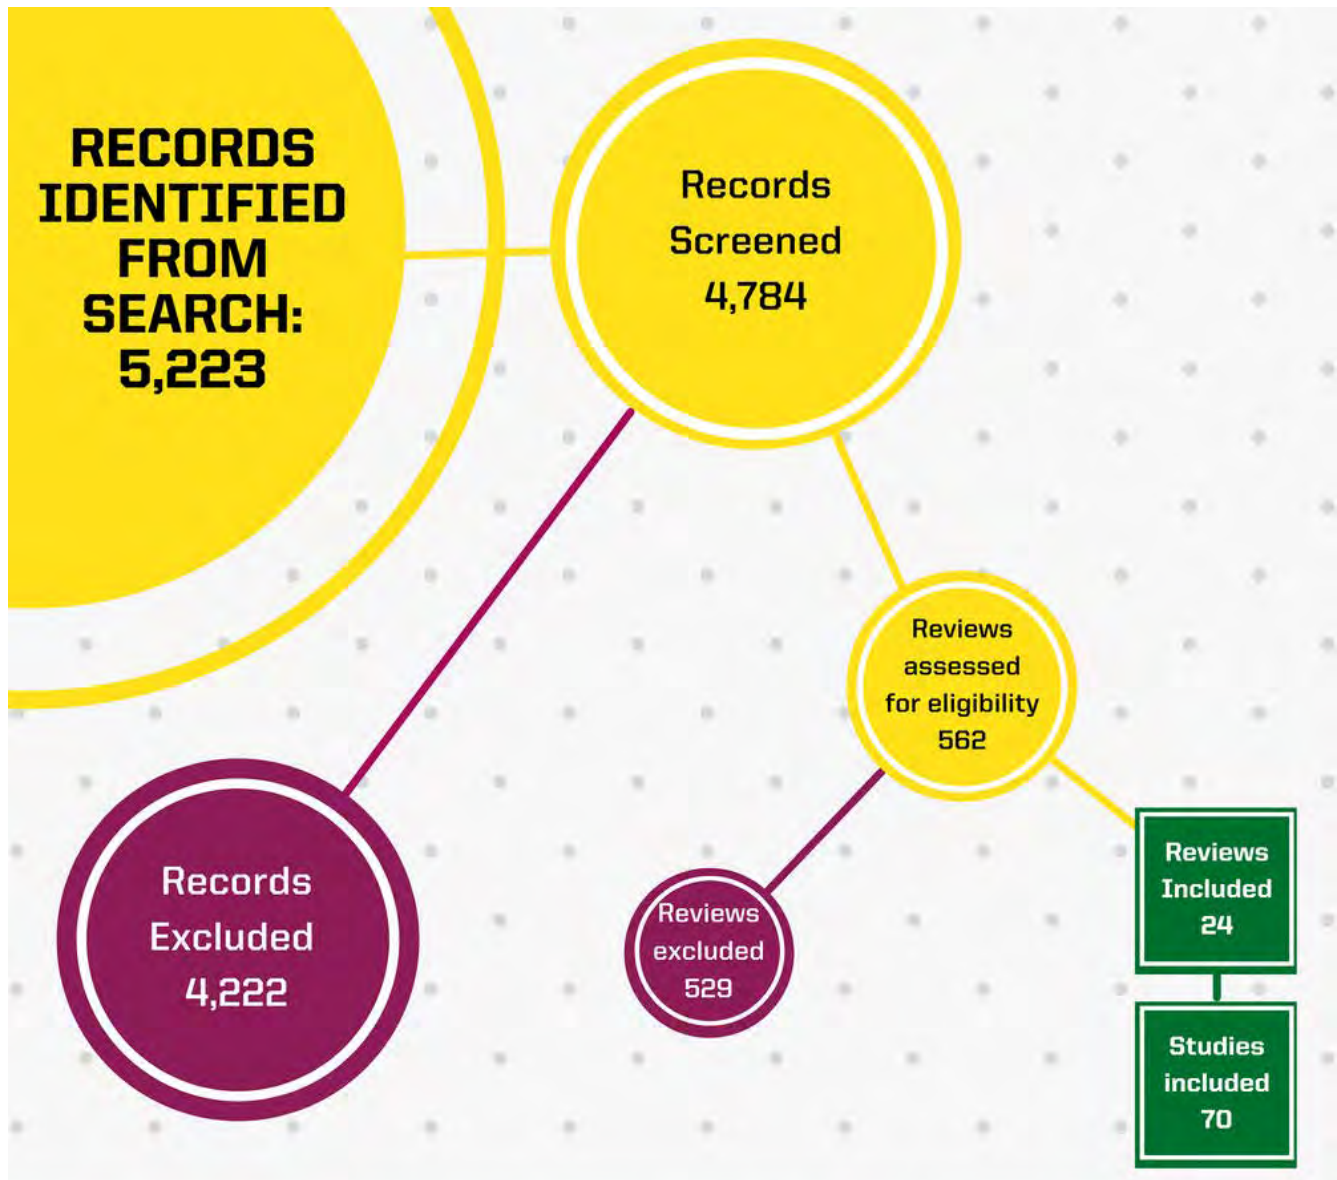 RECORDS
IDENTIFIED
FROM
SEARCH:
5,223
Records
Screened
4,784
Reviews
assessed
for eligibility
562
Records
Excluded
4,222
Reviews
excluded
529
Reviews
Included
24
Studies
included
70